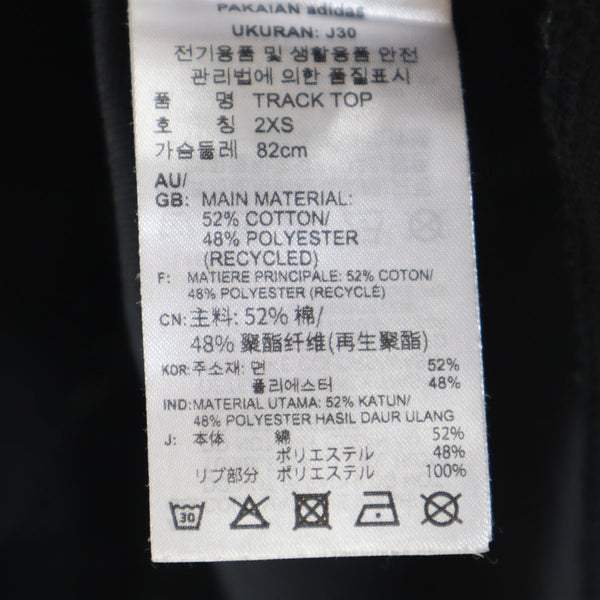 PAKAIAN adidas
UKURAN: J30
전기용품 및 생활용품 안전
관리법에 의한 품질표시
품 명 TRACK TOP
호 칭 2XS
가슴둘레 82cm
AU/
GB: MAIN MATERIAL:
52% COTTON/
48% POLYESTER
(RECYCLED)
F: MATIERE PRINCIPALE: 52% COTON/
48% POLYESTER (RECYCLE)
CN: 主料: 52% 棉/
48% 聚酯纤维(再生聚酯)
KOR: 주소재: 면 52%
폴리에스터 48%
IND: MATERIAL UTAMA: 52% KATUN/
48% POLYESTER HASIL DAUR ULANG
J: 本体 綿 52%
ポリエステル 48%
リブ部分 ポリエステル 100%
30